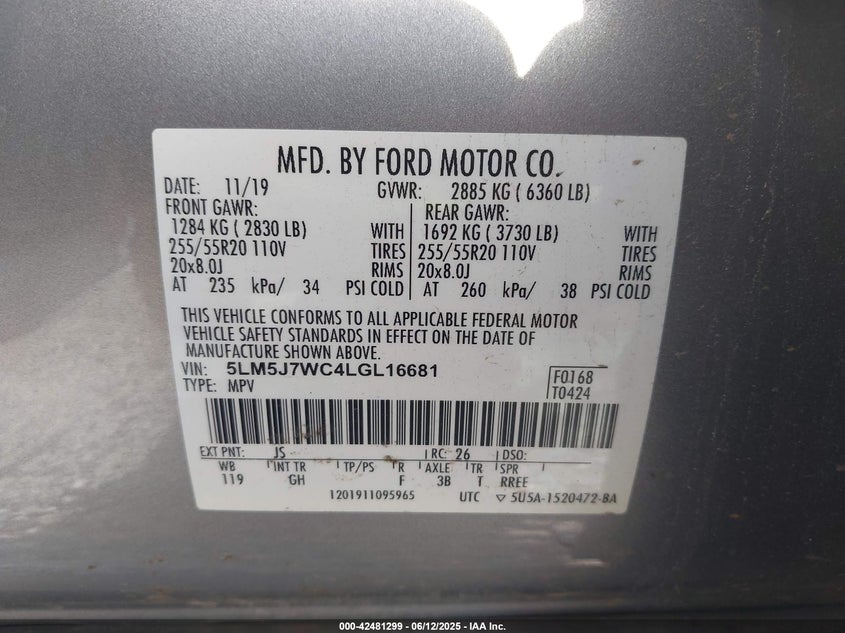 MFD. BY FORD MOTOR CO.
DATE: 11/19 GVWR: 2885 KG ( 6360 LB)
FRONT GAWR: REAR GAWR:
1284 KG ( 2830 LB) WITH 1692 KG ( 3730 LB) WITH
255/55R20 110V TIRES 255/55R20 110V TIRES
20x8.0J RIMS 20x8.0J RIMS
AT 235 kPa/ 34 PSI COLD AT 260 kPa/ 38 PSI COLD
THIS VEHICLE CONFORMS TO ALL APPLICABLE FEDERAL MOTOR
VEHICLE SAFETY STANDARDS IN EFFECT ON THE DATE OF
MANUFACTURE SHOWN ABOVE.
VIN: 5LM5J7WC4LGL16681
TYPE: MPV
F0168
T0424
EXT PNT: JS RC: 26 DSO:
WB INT TR TP/PS R AXLE TR SPR
119 GH F 3B T RREE
1201911095965 UTC ▽ 5U5A-1520472-BA
000-42481299 - 06/12/2025 - IAA Inc.